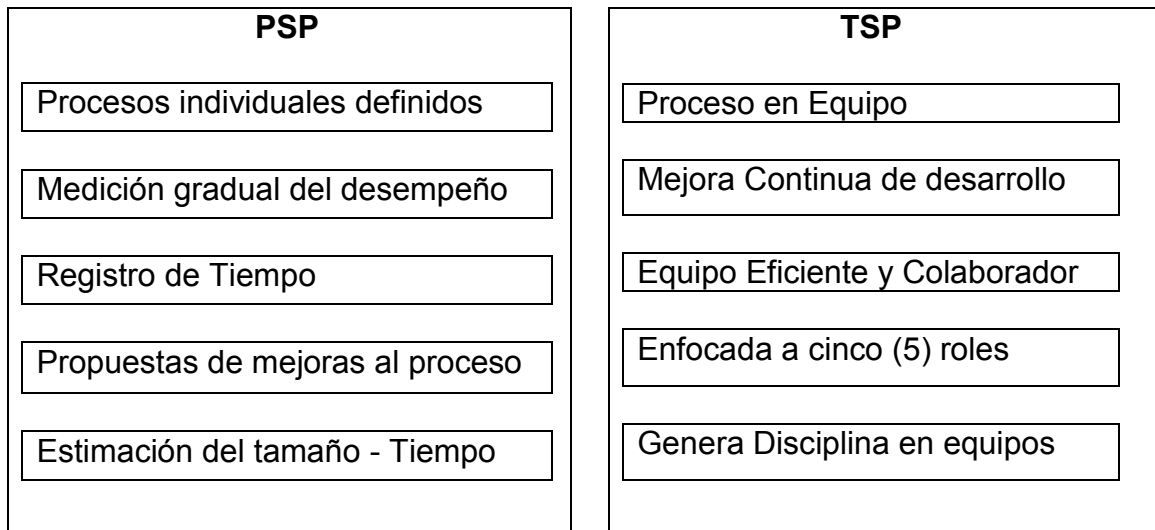 PSP
Procesos individuales definidos
Medición gradual del desempeño
Registro de Tiempo
Propuestas de mejoras al proceso
Estimación del tamaño - Tiempo
TSP
Proceso en Equipo
Mejora Continua de desarrollo
Equipo Eficiente y Colaborador
Enfocada a cinco (5) roles
Genera Disciplina en equipos